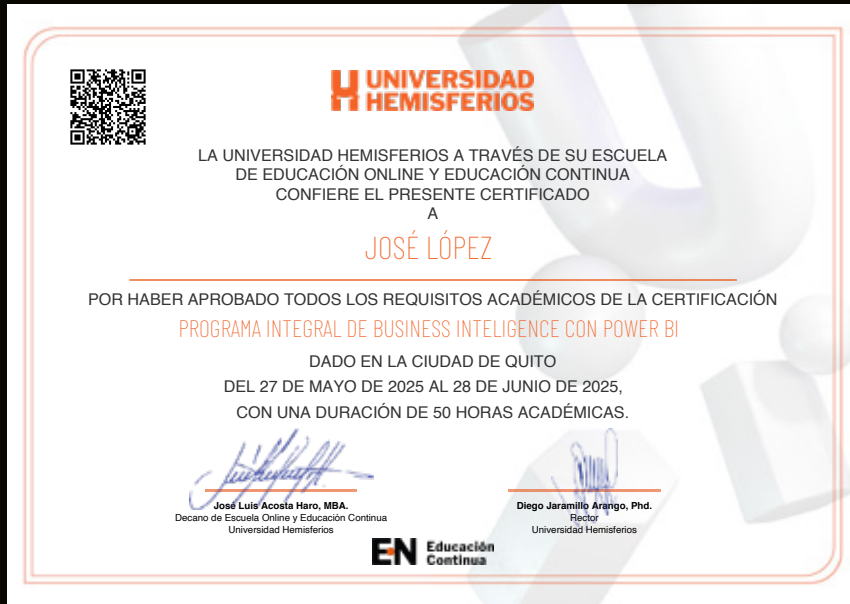 UNIVERSIDAD
HEMISFERIOS
LA UNIVERSIDAD HEMISFERIOS A TRAVÉS DE SU ESCUELA
DE EDUCACIÓN ONLINE Y EDUCACIÓN CONTINUA
CONFIERE EL PRESENTE CERTIFICADO
A
JOSÉ LÓPEZ
POR HABER APROBADO TODOS LOS REQUISITOS ACADÉMICOS DE LA CERTIFICACIÓN
PROGRAMA INTEGRAL DE BUSINESS INTELIGENCE CON POWER BI
DADO EN LA CIUDAD DE QUITO
DEL 27 DE MAYO DE 2025 AL 28 DE JUNIO DE 2025,
CON UNA DURACIÓN DE 50 HORAS ACADÉMICAS.
José Luis Acosta Haro, MBA.
Decano de Escuela Online y Educación Continua
Universidad Hemisferios
Diego Jaramillo Arango, Phd.
Rector
Universidad Hemisferios
EN Educación
Continua